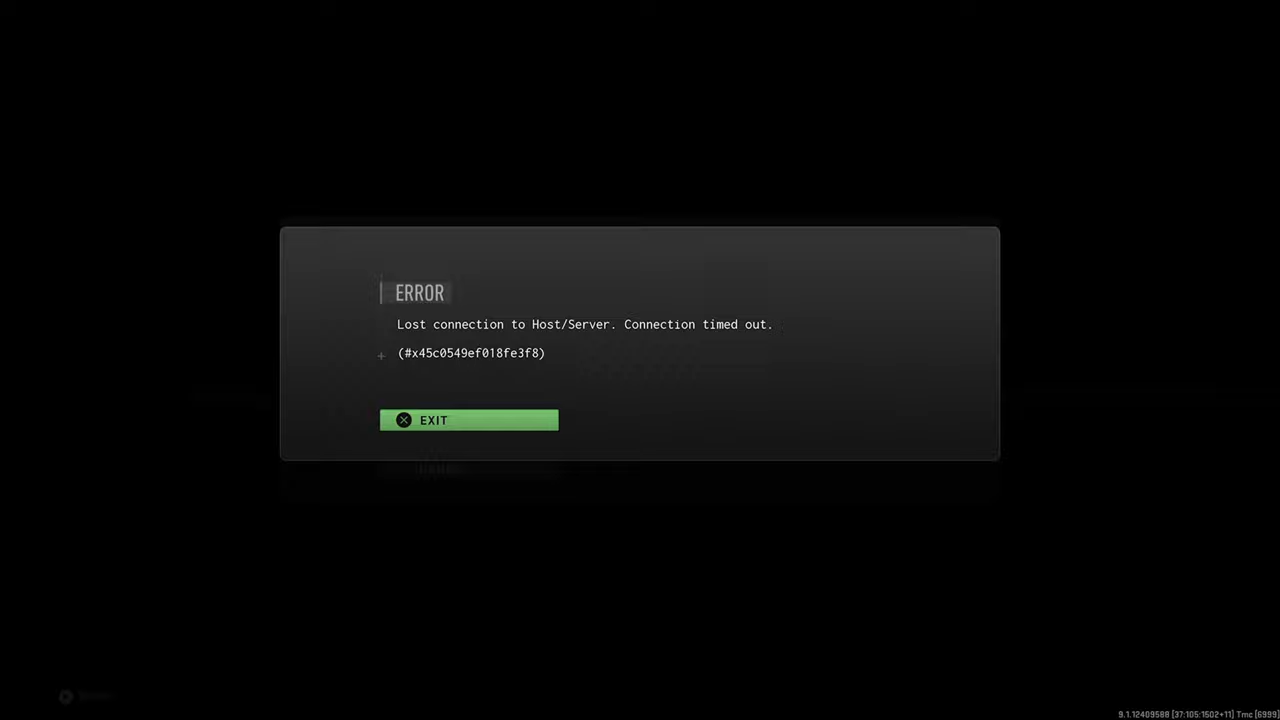 ERROR
Lost connection to Host/Server. Connection timed out.
(#x45c0549ef018fe3f8)
EXIT
9.1.12409588 [37:105:1502+11] Tmc [6999]